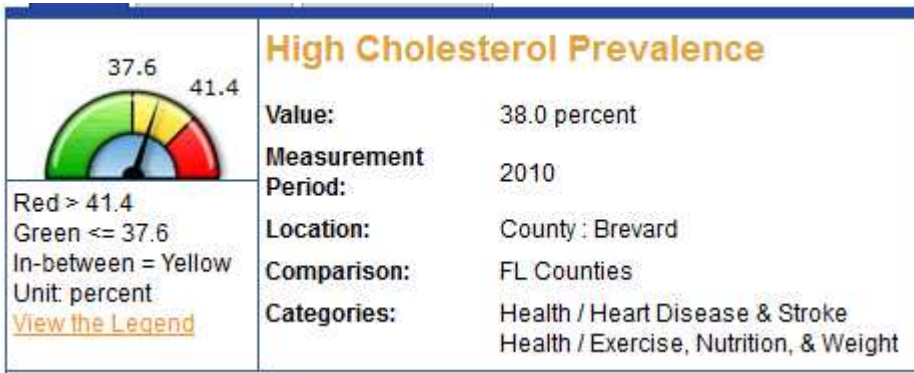 37.6
41.4
Red > 41.4
Green <= 37.6
In-between = Yellow
Unit: percent
View the Legend
High Cholesterol Prevalence
Value: 38.0 percent
Measurement
Period: 2010
Location: County : Brevard
Comparison: FL Counties
Categories: Health / Heart Disease & Stroke
Health / Exercise, Nutrition, & Weight